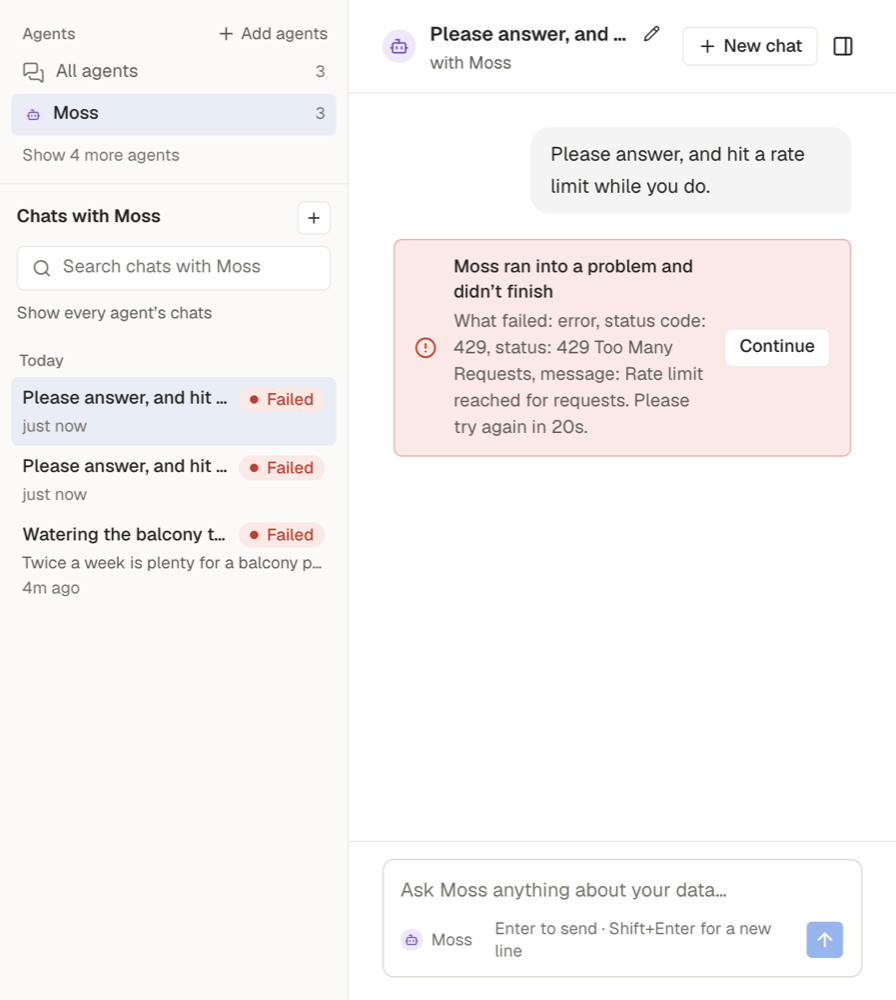 Agents
Add agents
All agents
3
Moss
3
Show 4 more agents
Chats with Moss
Search chats with Moss
Show every agent's chats
Today
Please answer, and hit ...
Failed
just now
Please answer, and hit ...
Failed
just now
Watering the balcony t...
Failed
Twice a week is plenty for a balcony p...
4m ago
Please answer, and ...
with Moss
New chat
Please answer, and hit a rate
limit while you do.
Moss ran into a problem and
didn't finish
What failed: error, status code:
429, status: 429 Too Many
Requests, message: Rate limit
reached for requests. Please
try again in 20s.
Continue
Ask Moss anything about your data...
Moss
Enter to send · Shift+Enter for a new
line